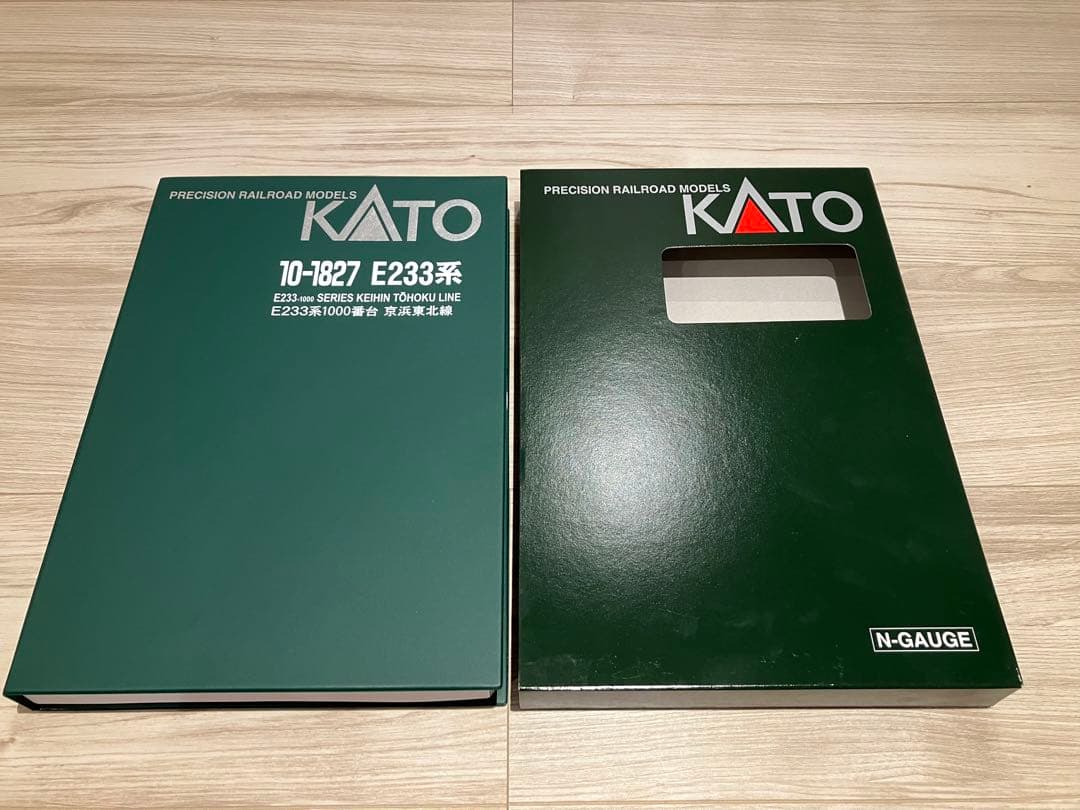 PRECISION RAILROAD MODELS
KATO
10-1827 E233系
E233-1000 SERIES KEIHIN TŌHOKU LINE
E233系1000番台 京浜東北線
PRECISION RAILROAD MODELS
KATO
N-GAUGE